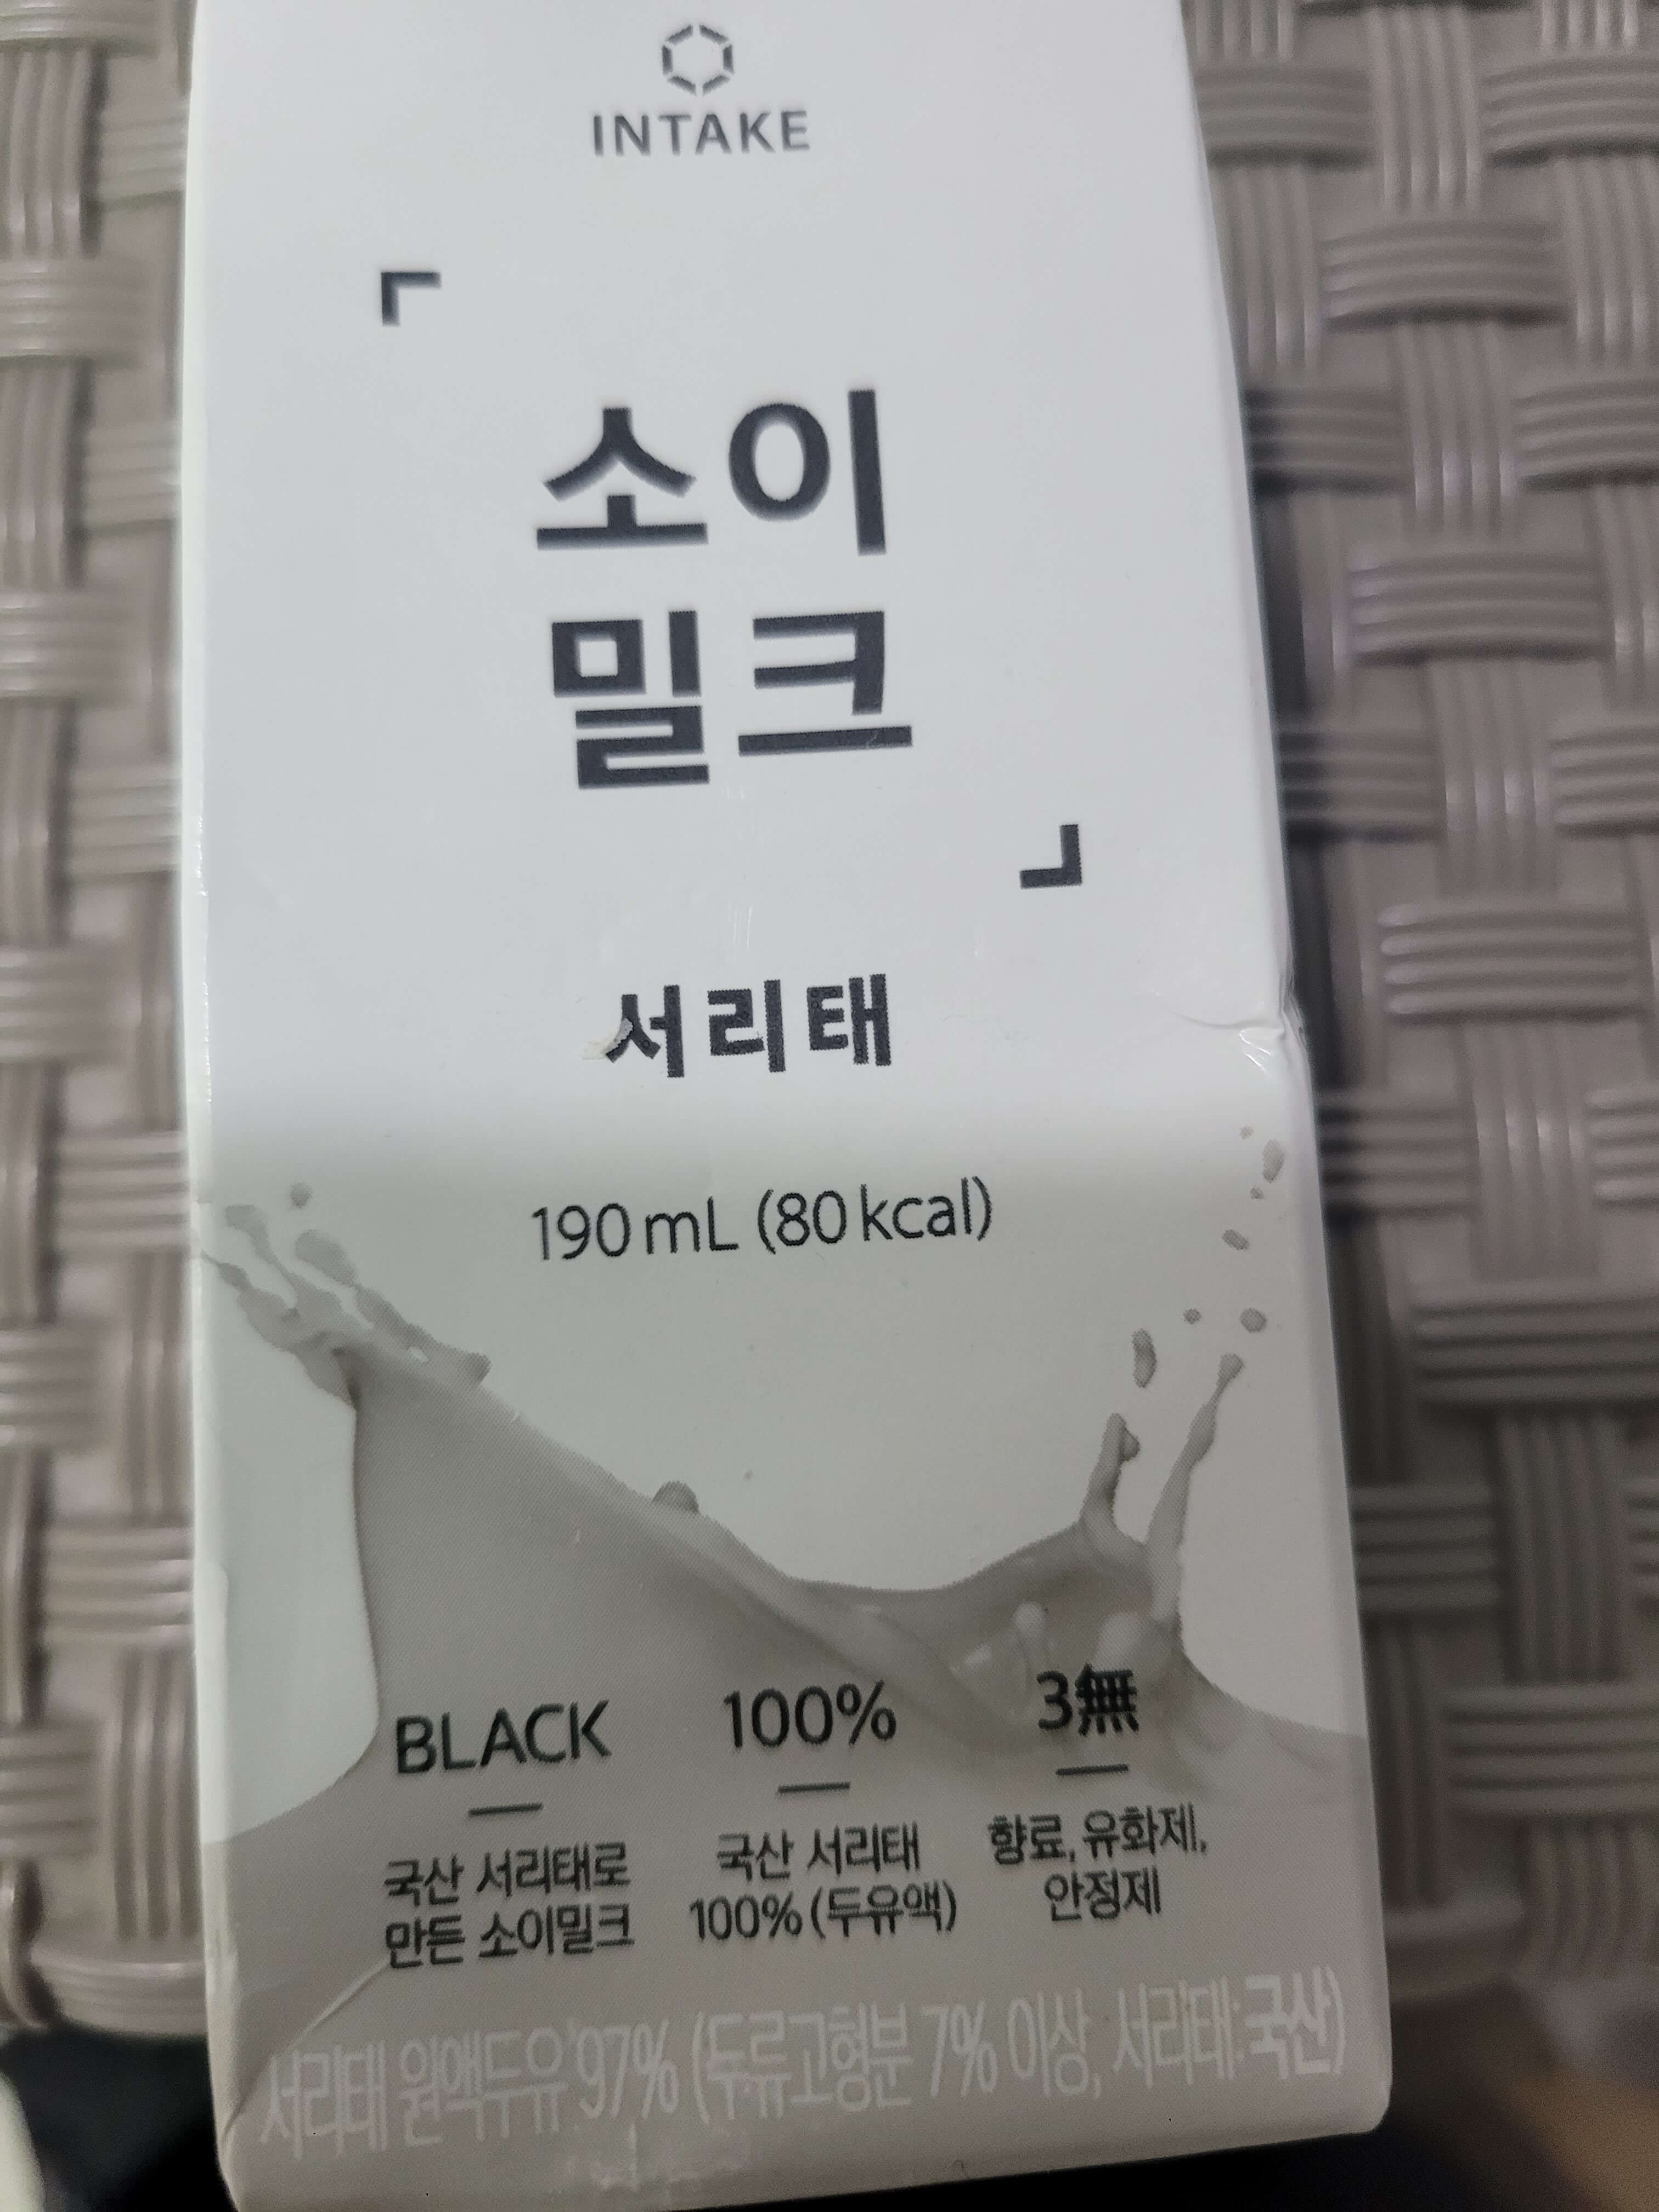 INTAKE
「
소이
밀크
」
서리태
190 mL (80 kcal)
BLACK
국산 서리태로
만든 소이밀크
100%
국산 서리태
100% (두유액)
3無
향료, 유화제,
안정제
서리태 원액두유 97% (두류고형분 7% 이상, 서리태:국산)